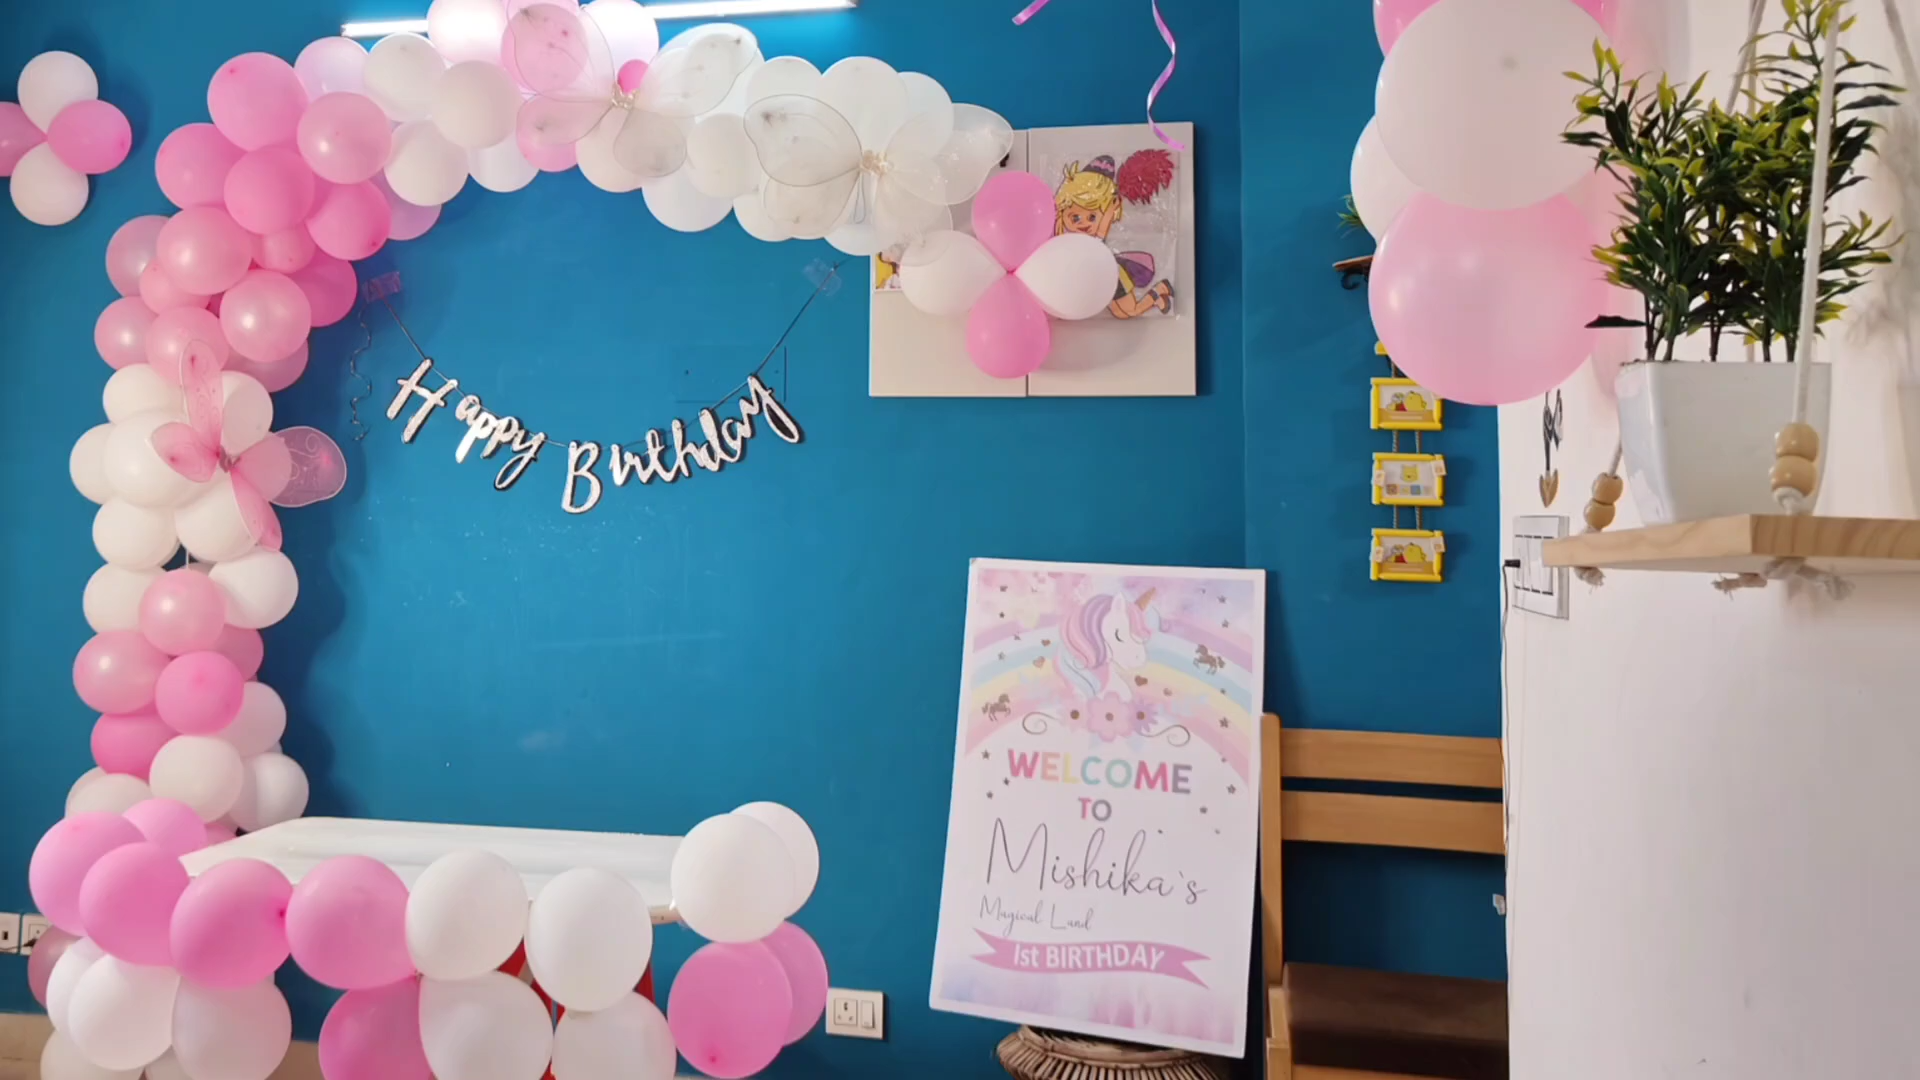 Happy Birthday
WELCOME
TO
Mishika's
Magical Land
1st BIRTHDAY